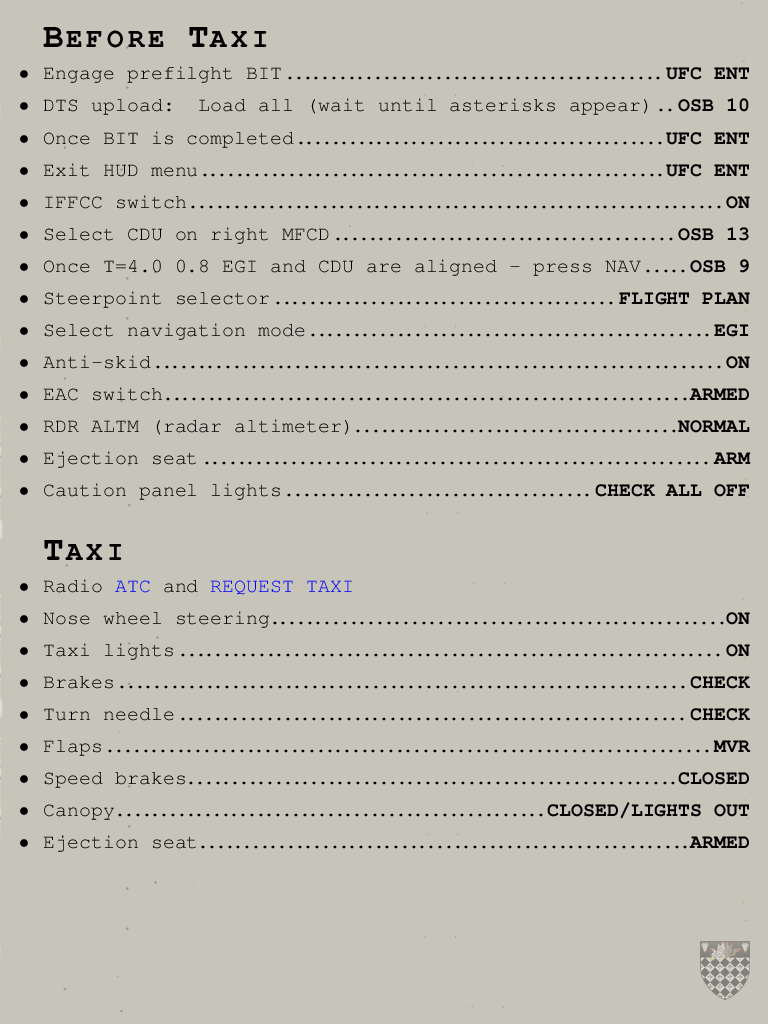 BEFORE TAXI
• Engage prefilght BIT..........................................UFC ENT
• DTS upload:  Load all (wait until asterisks appear)..OSB 10
• Once BIT is completed.........................................UFC ENT
• Exit HUD menu....................................................UFC ENT
• IFFCC switch............................................................ON
• Select CDU on right MFCD......................................OSB 13
• Once T=4.0 0.8 EGI and CDU are aligned – press NAV.....OSB 9
• Steerpoint selector......................................FLIGHT PLAN
• Select navigation mode.............................................EGI
• Anti-skid................................................................ON
• EAC switch...........................................................ARMED
• RDR ALTM (radar altimeter)....................................NORMAL
• Ejection seat.........................................................ARM
• Caution panel lights..................................CHECK ALL OFF
TAXI
• Radio ATC and REQUEST TAXI
• Nose wheel steering..................................................ON
• Taxi lights.............................................................ON
• Brakes................................................................CHECK
• Turn needle.........................................................CHECK
• Flaps...................................................................MVR
• Speed brakes.......................................................CLOSED
• Canopy................................................CLOSED/LIGHTS OUT
• Ejection seat.......................................................ARMED